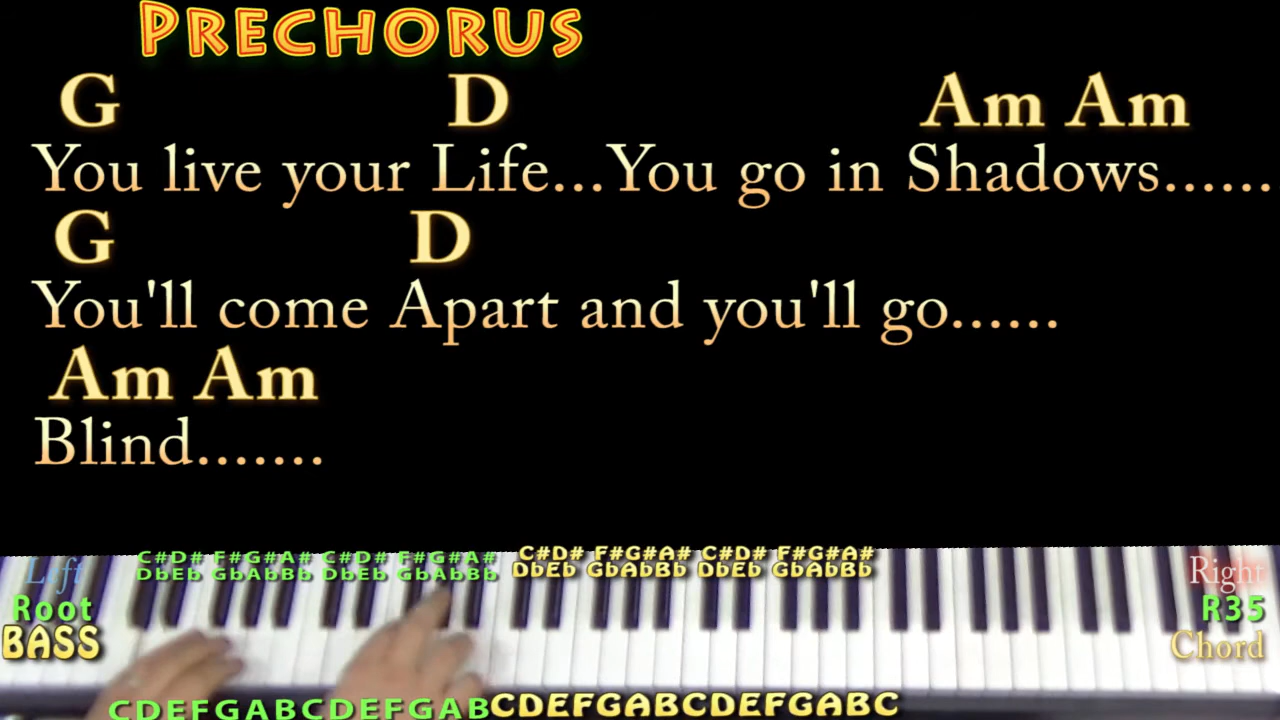 PRECHORUS
G D Am Am
You live your Life...You go in Shadows......
G D
You'll come Apart and you'll go......
Am Am
Blind.......
C#D# F#G#A# C#D# F#G#A# C#D# F#G#A# C#D# F#G#A#
DbEb GbAbBb DbEb GbAbBb DbEb GbAbBb DbEb GbAbBb
Left Right
Root R35
BASS Chord
CDEFGABCDEFGABCDEFGABCDEFGABC